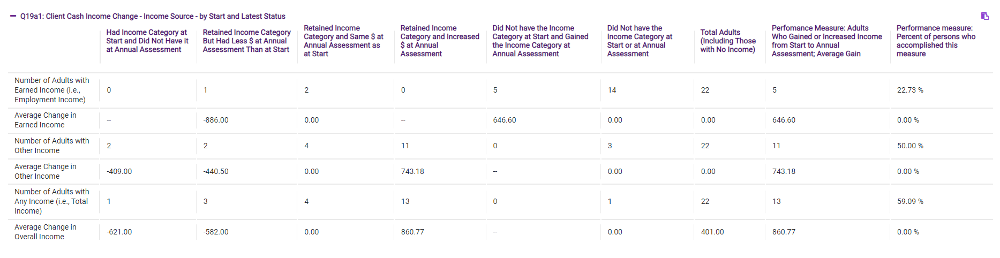 Q19a1: Client Cash Income Change - Income Source - by Start and Latest Status
Had Income Category at
Start and Did Not Have it
at Annual Assessment
Retained Income Category
But Had Less $ at Annual
Assessment Than at Start
Retained Income
Category and Same $ at
Annual Assessment as
at Start
Retained Income
Category and Increased
$ at Annual
Assessment
Did Not have the Income
Category at Start and Gained
the Income Category at
Annual Assessment
Did Not have the
Income Category at
Start or at Annual
Assessment
Total Adults
(Including Those
with No Income)
Perfomance Measure: Adults
Who Gained or Increased Income
from Start to Annual
Assessment; Average Gain
Performance measure:
Percent of persons who
accomplished this
measure
Number of Adults with
Earned Income (i.e.,
Employment Income)
0 1 2 0 5 14 22 5 22.73 %
Average Change in
Earned Income
-- -886.00 0.00 -- 646.60 0.00 0.00 646.60 0.00 %
Number of Adults with
Other Income
2 2 4 11 0 3 22 11 50.00 %
Average Change in
Other Income
-409.00 -440.50 0.00 743.18 -- 0.00 0.00 743.18 0.00 %
Number of Adults with
Any Income (i.e., Total
Income)
1 3 4 13 0 1 22 13 59.09 %
Average Change in
Overall Income
-621.00 -582.00 0.00 860.77 -- 0.00 401.00 860.77 0.00 %